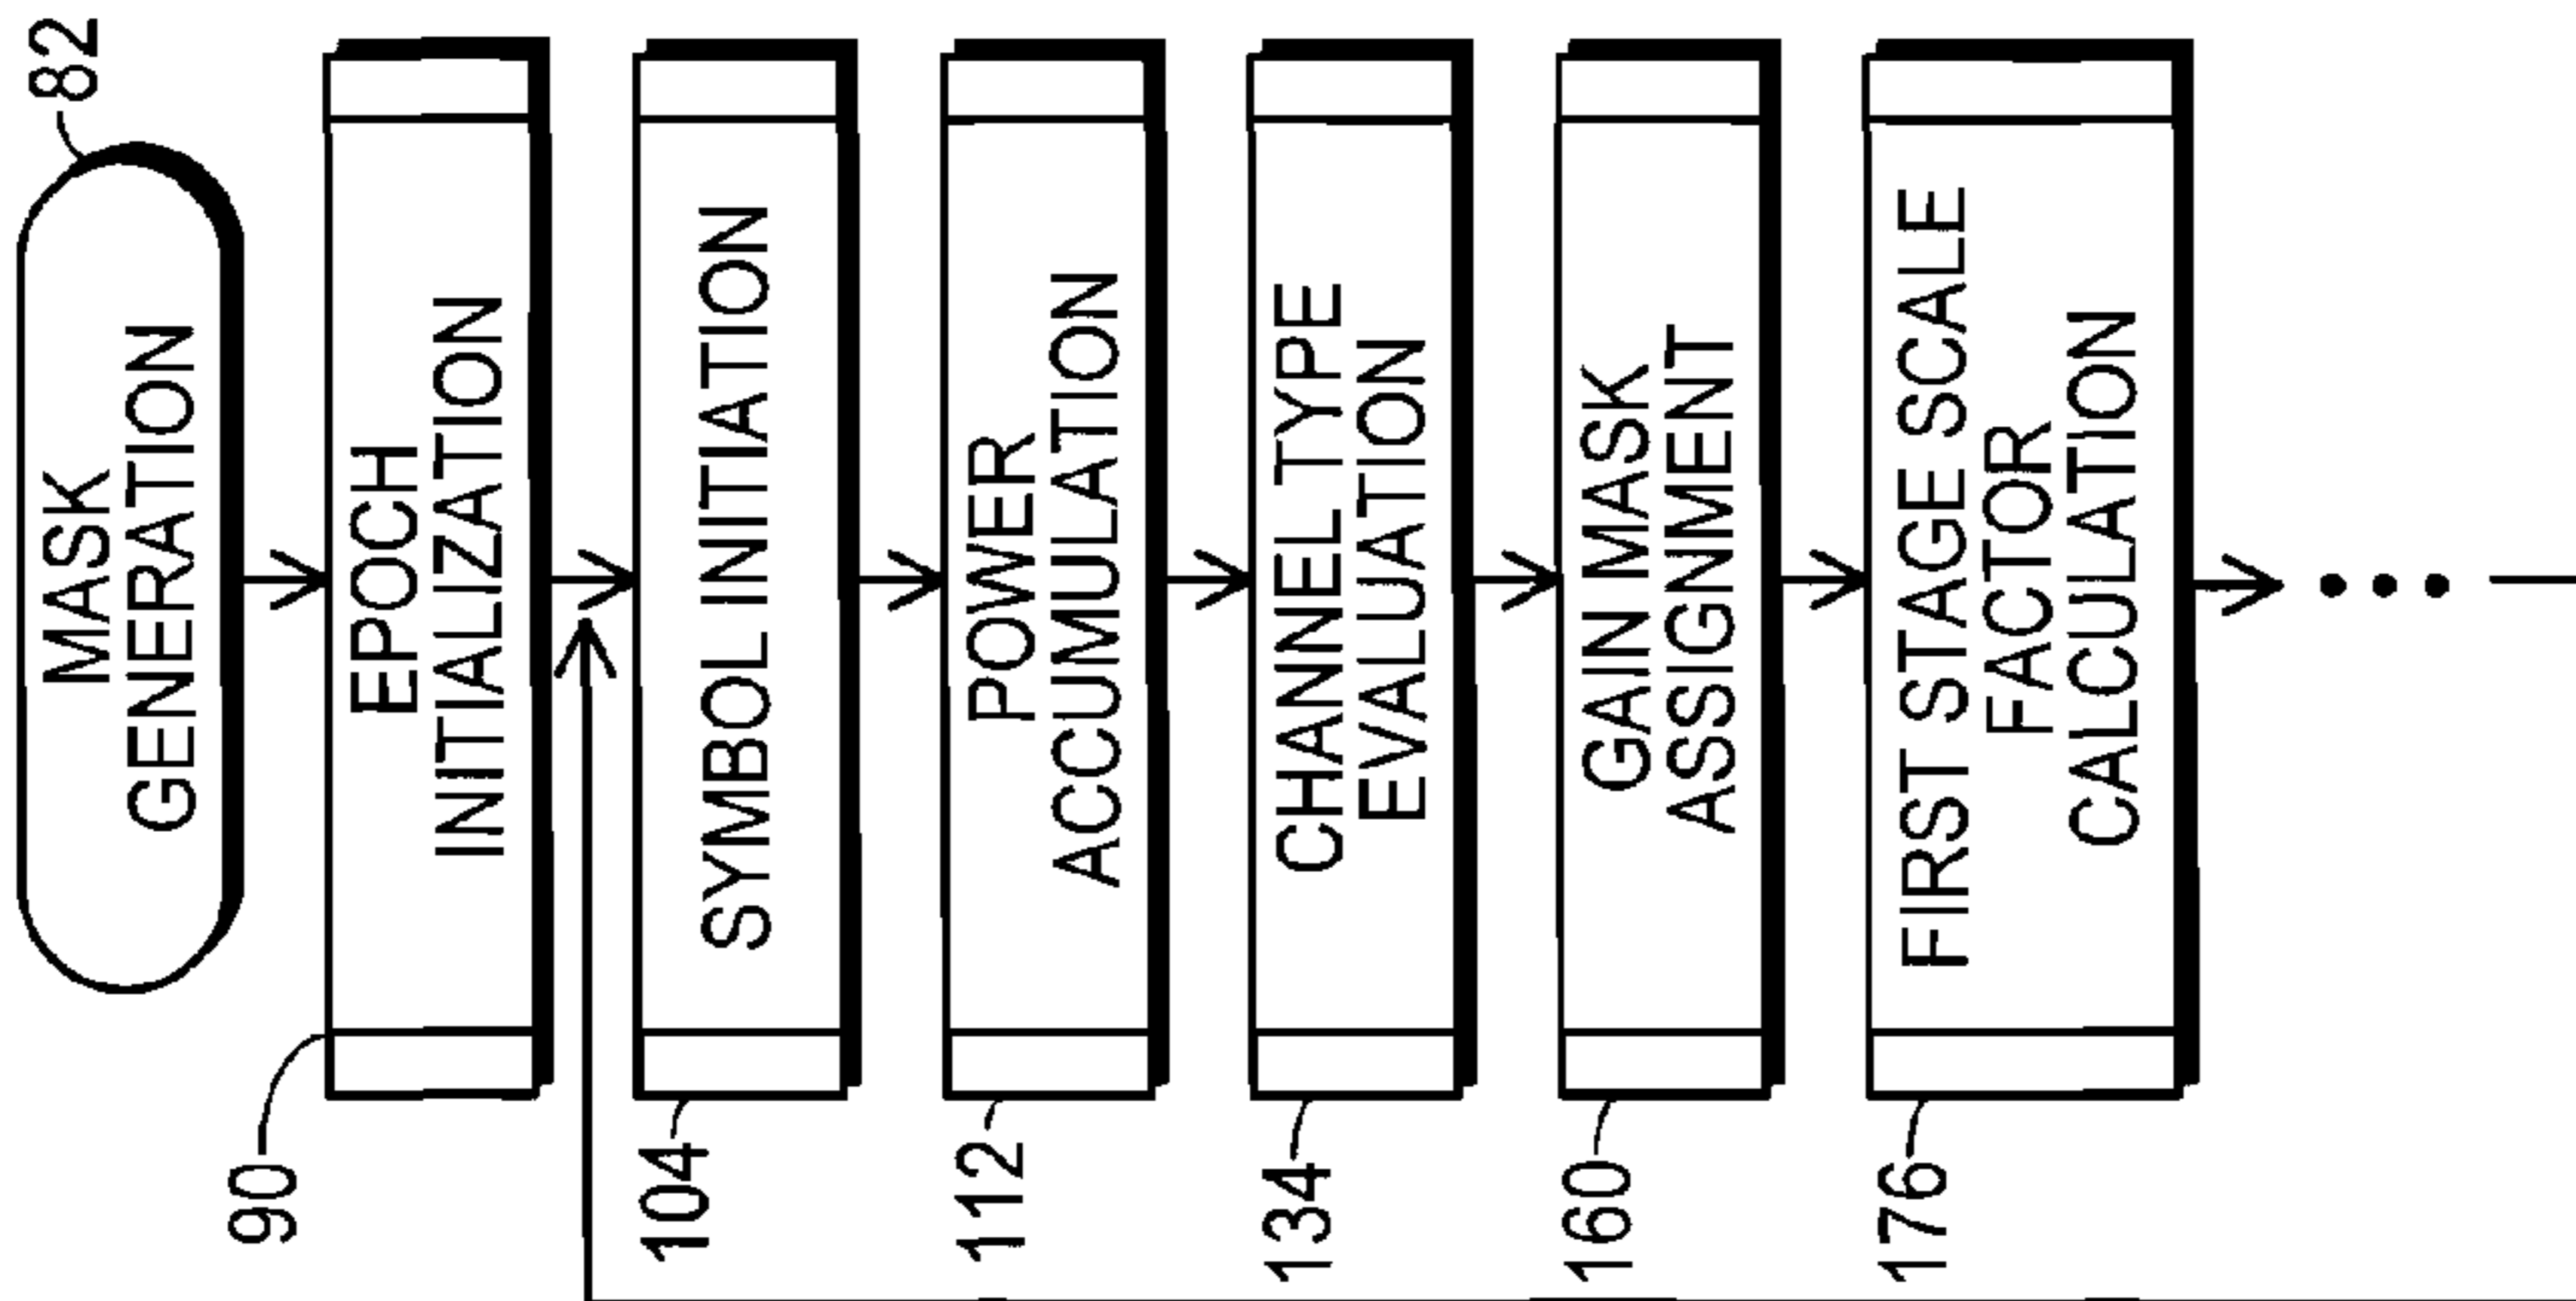 82
MASK
GENERATION
90
EPOCH
INITIALIZATION
104
SYMBOL INITIATION
112
POWER
ACCUMULATION
134
CHANNEL TYPE
EVALUATION
160
GAIN MASK
ASSIGNMENT
176
FIRST STAGE SCALE
FACTOR
CALCULATION